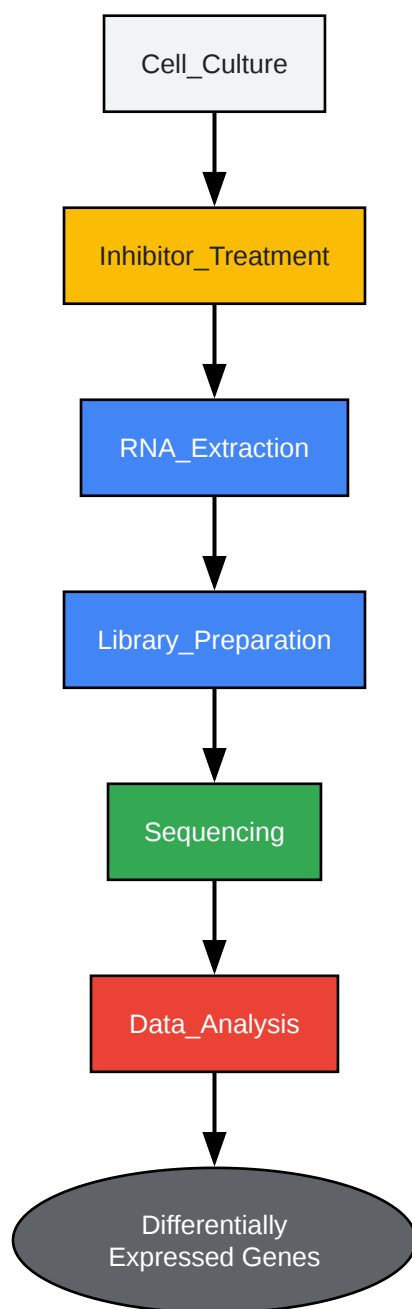 Cell_Culture
Inhibitor_Treatment
RNA_Extraction
Library_Preparation
Sequencing
Data_Analysis
Differentially
Expressed Genes